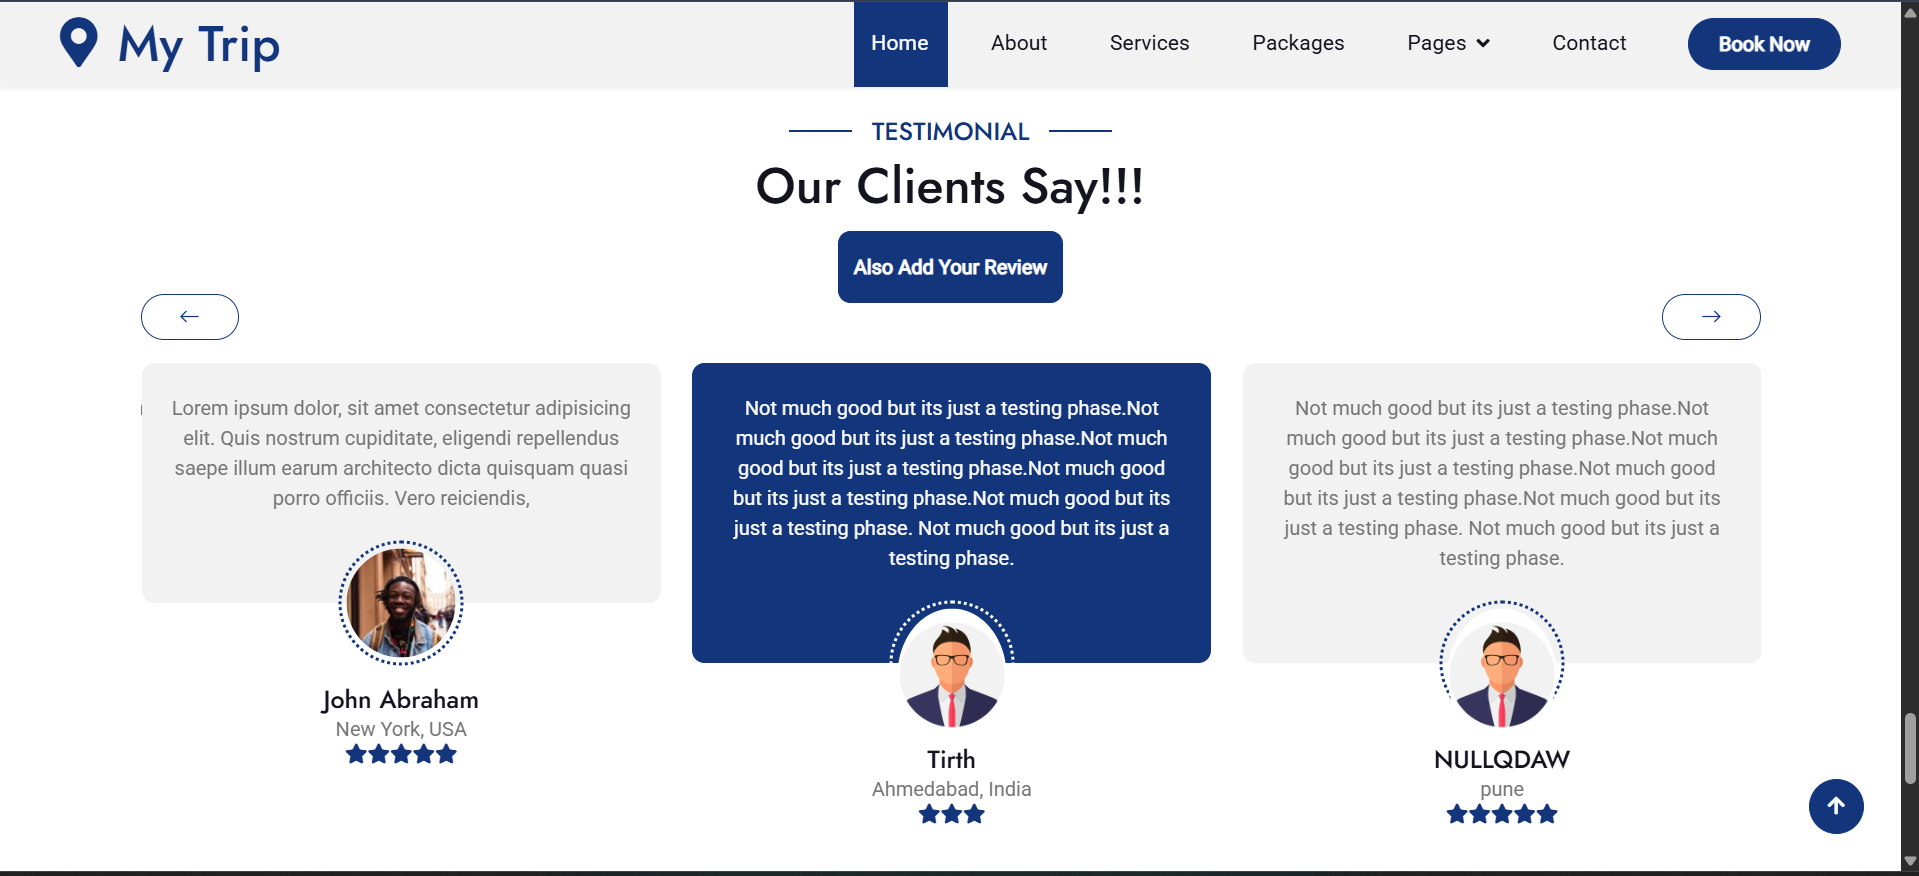 My Trip
Home About Services Packages Pages Contact Book Now
TESTIMONIAL
Our Clients Say!!!
Also Add Your Review
Lorem ipsum dolor, sit amet consectetur adipisicing
elit. Quis nostrum cupiditate, eligendi repellendus
saepe illum earum architecto dicta quisquam quasi
porro officiis. Vero reiciendis,
John Abraham
New York, USA
Not much good but its just a testing phase.Not
much good but its just a testing phase.Not much
good but its just a testing phase.Not much good
but its just a testing phase.Not much good but its
just a testing phase. Not much good but its just a
testing phase.
Tirth
Ahmedabad, India
Not much good but its just a testing phase.Not
much good but its just a testing phase.Not much
good but its just a testing phase.Not much good
but its just a testing phase.Not much good but its
just a testing phase. Not much good but its just a
testing phase.
NULLQDAW
pune